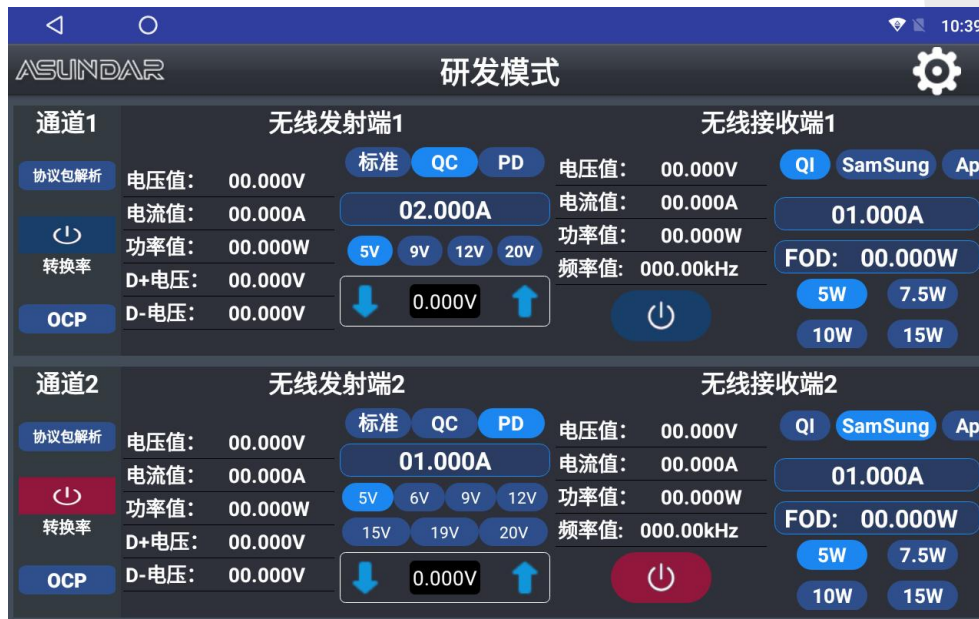 10:39
ASUNDAR
研发模式
通道1
无线发射端1
无线接收端1
协议包解析
转换率
OCP
电压值: 00.000V
电流值: 00.000A
功率值: 00.000W
D+电压: 00.000V
D-电压: 00.000V
标准 QC PD
02.000A
5V 9V 12V 20V
0.000V
电压值: 00.000V
电流值: 00.000A
功率值: 00.000W
频率值: 000.00kHz
QI SamSung Ap
01.000A
FOD: 00.000W
5W 7.5W
10W 15W
通道2
无线发射端2
无线接收端2
协议包解析
转换率
OCP
电压值: 00.000V
电流值: 00.000A
功率值: 00.000W
D+电压: 00.000V
D-电压: 00.000V
标准 QC PD
01.000A
5V 6V 9V 12V
15V 19V 20V
0.000V
电压值: 00.000V
电流值: 00.000A
功率值: 00.000W
频率值: 000.00kHz
QI SamSung Ap
01.000A
FOD: 00.000W
5W 7.5W
10W 15W